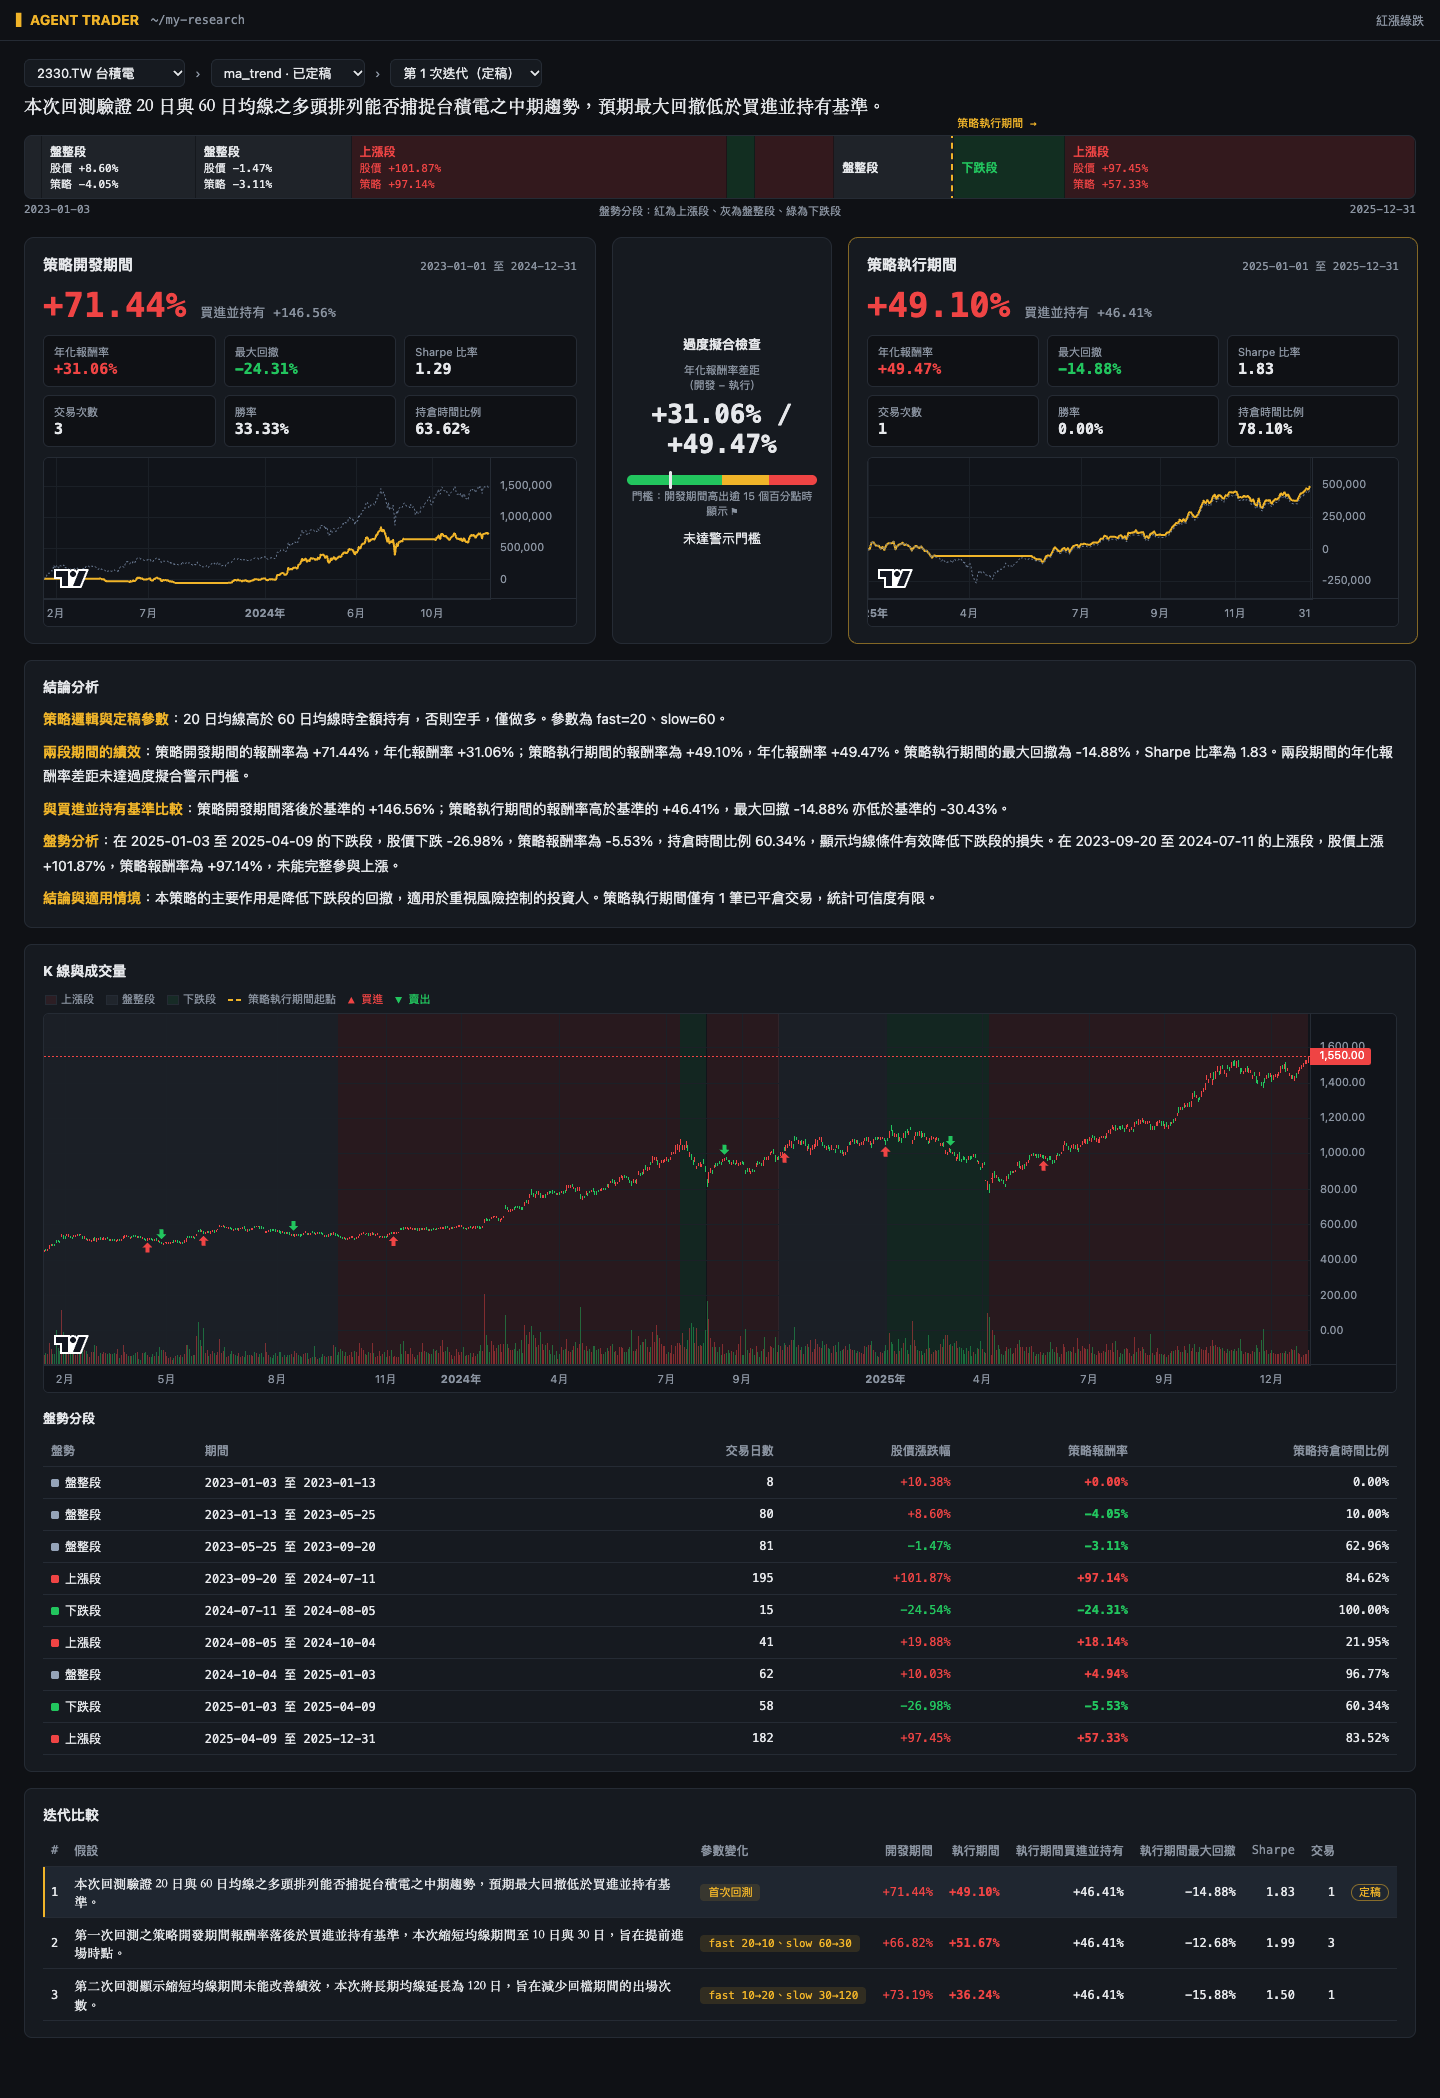 AGENT TRADER ~/my-research 紅漲綠跌
2330.TW 台積電 › ma_trend · 已定稿 › 第 1 次迭代（定稿）
本次回測驗證 20 日與 60 日均線之多頭排列能否捕捉台積電之中期趨勢，預期最大回撤低於買進並持有基準。
策略執行期間 →
盤整段
股價 +8.60%
策略 −4.05%
盤整段
股價 −1.47%
策略 −3.11%
上漲段
股價 +101.87%
策略 +97.14%
盤整段
下跌段
上漲段
股價 +97.45%
策略 +57.33%
2023-01-03 盤勢分段：紅為上漲段、灰為盤整段、綠為下跌段 2025-12-31
策略開發期間 2023-01-01 至 2024-12-31
+71.44% 買進並持有 +146.56%
年化報酬率 最大回撤 Sharpe 比率
+31.06% −24.31% 1.29
交易次數 勝率 持倉時間比例
3 33.33% 63.62%
1,500,000
1,000,000
500,000
0
2月 7月 2024年 6月 10月
過度擬合檢查
年化報酬率差距
（開發 − 執行）
+31.06% /
+49.47%
門檻：開發期間高出逾 15 個百分點時
顯示 ⚑
未達警示門檻
策略執行期間 2025-01-01 至 2025-12-31
+49.10% 買進並持有 +46.41%
年化報酬率 最大回撤 Sharpe 比率
+49.47% −14.88% 1.83
交易次數 勝率 持倉時間比例
1 0.00% 78.10%
500,000
250,000
0
-250,000
25年 4月 7月 9月 11月 31
結論分析
策略邏輯與定稿參數：20 日均線高於 60 日均線時全額持有，否則空手，僅做多。參數為 fast=20、slow=60。
兩段期間的績效：策略開發期間的報酬率為 +71.44%，年化報酬率 +31.06%；策略執行期間的報酬率為 +49.10%，年化報酬率 +49.47%。策略執行期間的最大回撤為 -14.88%，Sharpe 比率為 1.83。兩段期間的年化報
酬率差距未達過度擬合警示門檻。
與買進並持有基準比較：策略開發期間落後於基準的 +146.56%；策略執行期間的報酬率高於基準的 +46.41%，最大回撤 -14.88% 亦低於基準的 -30.43%。
盤勢分析：在 2025-01-03 至 2025-04-09 的下跌段，股價下跌 -26.98%，策略報酬率為 -5.53%，持倉時間比例 60.34%，顯示均線條件有效降低下跌段的損失。在 2023-09-20 至 2024-07-11 的上漲段，股價上漲
+101.87%，策略報酬率為 +97.14%，未能完整參與上漲。
結論與適用情境：本策略的主要作用是降低下跌段的回撤，適用於重視風險控制的投資人。策略執行期間僅有 1 筆已平倉交易，統計可信度有限。
K 線與成交量
上漲段 盤整段 下跌段 策略執行期間起點 ▲ 買進 ▼ 賣出
1,600.00
1,550.00
1,400.00
1,200.00
1,000.00
800.00
600.00
400.00
200.00
0.00
2月 5月 8月 11月 2024年 4月 7月 9月 2025年 4月 7月 9月 12月
盤勢分段
盤勢 期間 交易日數 股價漲跌幅 策略報酬率 策略持倉時間比例
盤整段 2023-01-03 至 2023-01-13 8 +10.38% +0.00% 0.00%
盤整段 2023-01-13 至 2023-05-25 80 +8.60% −4.05% 10.00%
盤整段 2023-05-25 至 2023-09-20 81 −1.47% −3.11% 62.96%
上漲段 2023-09-20 至 2024-07-11 195 +101.87% +97.14% 84.62%
下跌段 2024-07-11 至 2024-08-05 15 −24.54% −24.31% 100.00%
上漲段 2024-08-05 至 2024-10-04 41 +19.88% +18.14% 21.95%
盤整段 2024-10-04 至 2025-01-03 62 +10.03% +4.94% 96.77%
下跌段 2025-01-03 至 2025-04-09 58 −26.98% −5.53% 60.34%
上漲段 2025-04-09 至 2025-12-31 182 +97.45% +57.33% 83.52%
迭代比較
# 假設 參數變化 開發期間 執行期間 執行期間買進並持有 執行期間最大回撤 Sharpe 交易
1 本次回測驗證 20 日與 60 日均線之多頭排列能否捕捉台積電之中期趨勢，預期最大回撤低於買進並持有基
準。 首次回測 +71.44% +49.10% +46.41% −14.88% 1.83 1 定稿
2 第一次回測之策略開發期間報酬率落後於買進並持有基準，本次縮短均線期間至 10 日與 30 日，旨在提前進
場時點。 fast 20→10、slow 60→30 +66.82% +51.67% +46.41% −12.68% 1.99 3
3 第二次回測顯示縮短均線期間未能改善績效，本次將長期均線延長為 120 日，旨在減少回檔期間的出場次
數。 fast 10→20、slow 30→120 +73.19% +36.24% +46.41% −15.88% 1.50 1